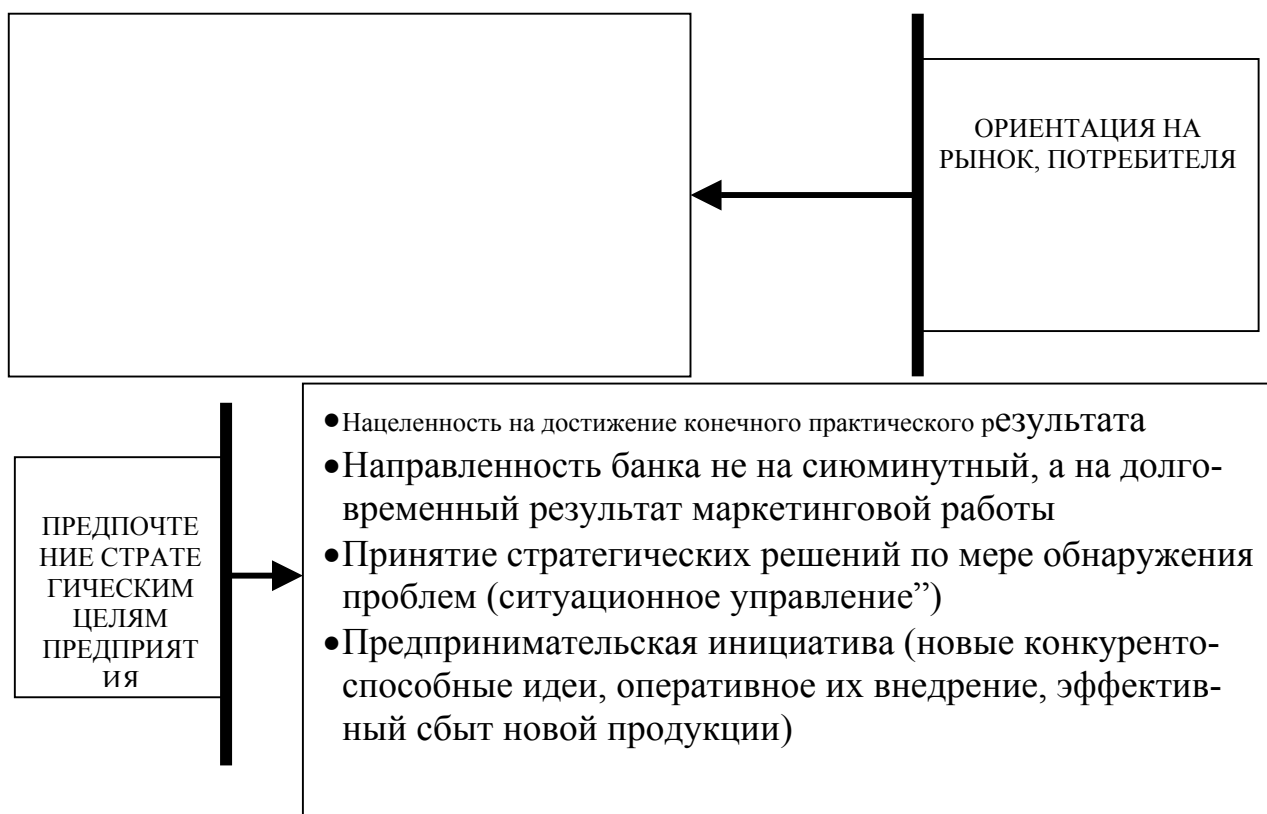 ОРИЕНТАЦИЯ НА
РЫНОК, ПОТРЕБИТЕЛЯ
ПРЕДПОЧТЕ
НИЕ СТРАТЕ
ГИЧЕСКИМ
ЦЕЛЯМ
ПРЕДПРИЯТ
ИЯ
•Нацеленность на достижение конечного практического результата
•Направленность банка не на сиюминутный, а на долго-
временный результат маркетинговой работы
•Принятие стратегических решений по мере обнаружения
проблем (ситуационное управление”)
•Предпринимательская инициатива (новые конкуренто-
способные идеи, оперативное их внедрение, эффектив-
ный сбыт новой продукции)